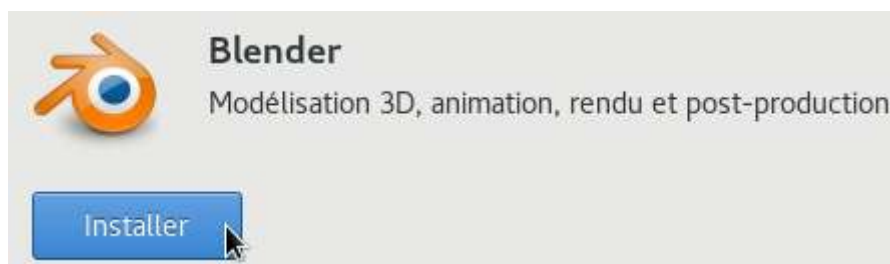 Blender
Modélisation 3D, animation, rendu et post-production
Installer